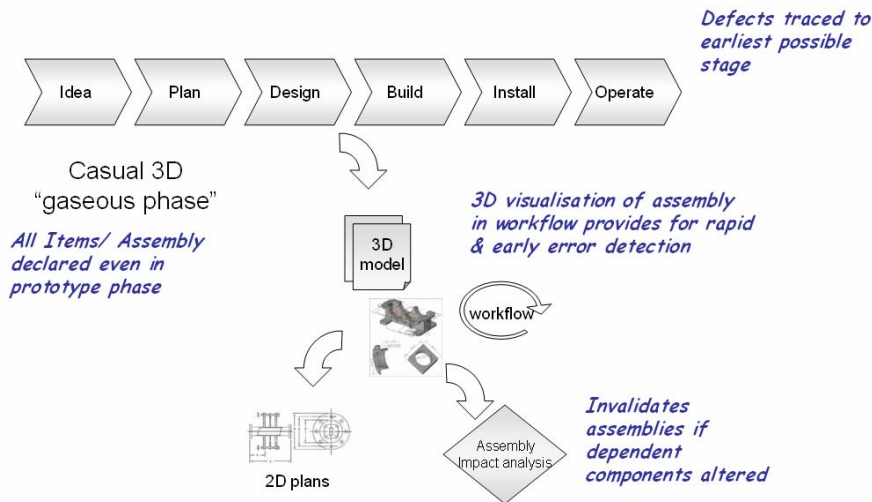 Defects traced to
earliest possible
stage
Idea
Plan
Design
Build
Install
Operate
Casual 3D
"gaseous phase"
All Items/ Assembly
declared even in
prototype phase
3D visualisation of assembly
in workflow provides for rapid
& early error detection
3D
model
workflow
2D plans
Assembly
Impact analysis
Invalidates
assemblies if
dependent
components altered